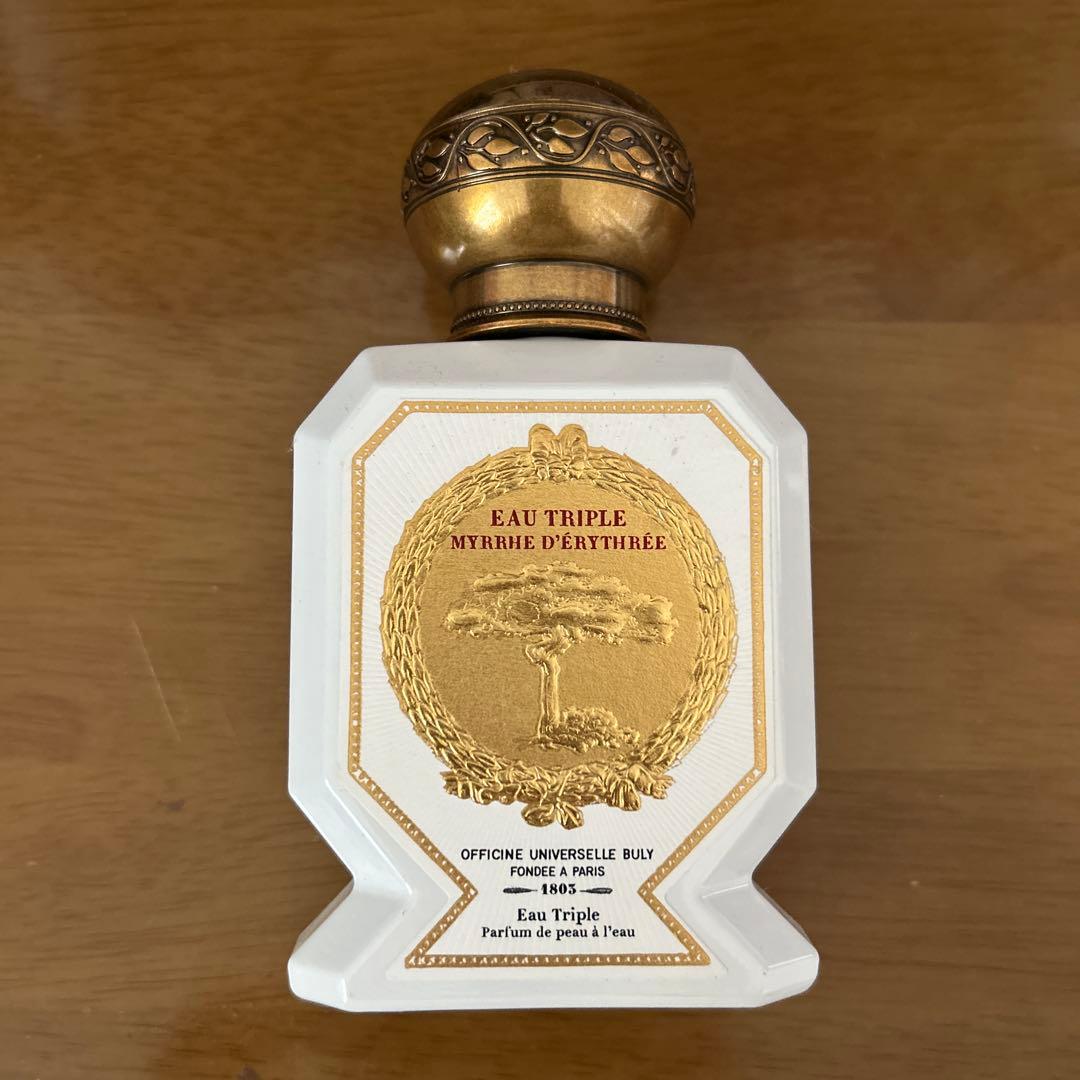 EAU TRIPLE
MYRRHE D'ÉRYTHRÉE
OFFICINE UNIVERSELLE BULY
FONDEE A PARIS
1803
Eau Triple
Parfum de peau à l'eau